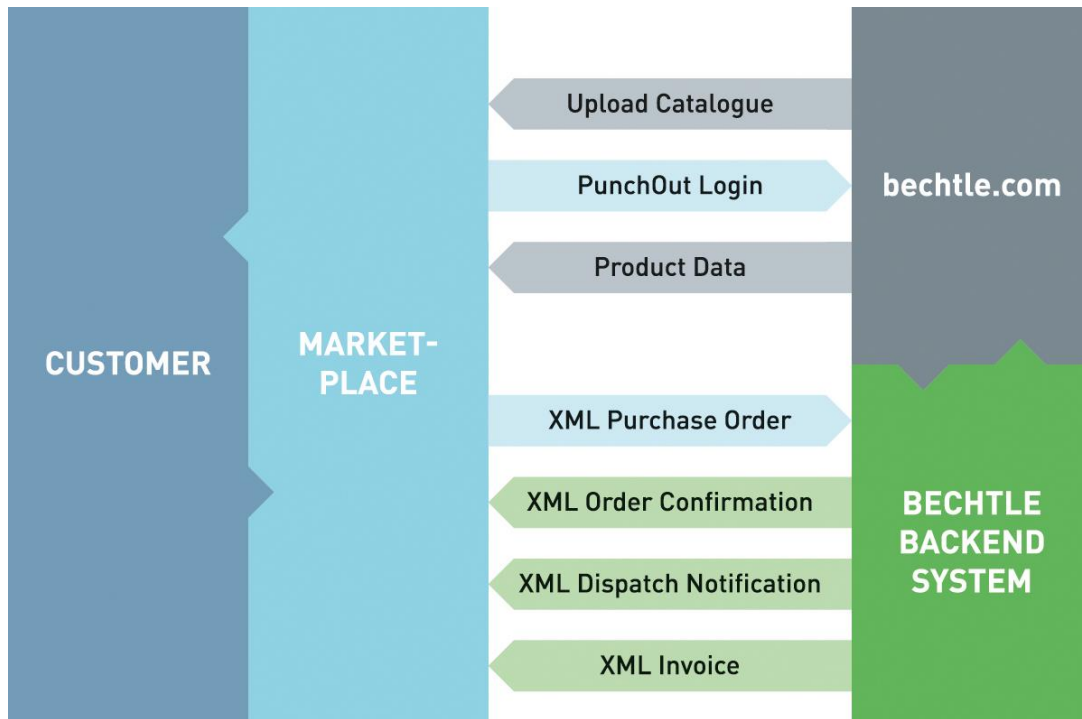 Upload Catalogue
PunchOut Login
bechtle.com
Product Data
CUSTOMER
MARKET-
PLACE
XML Purchase Order
XML Order Confirmation
XML Dispatch Notification
XML Invoice
BECHTLE
BACKEND
SYSTEM